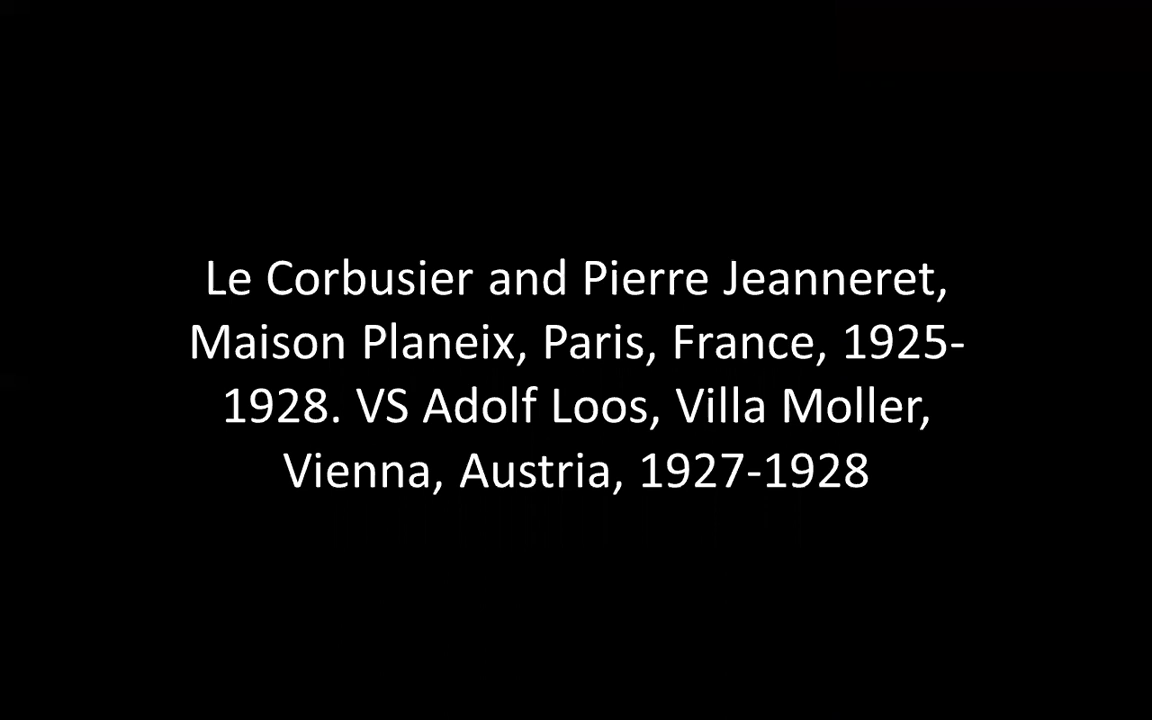 Le Corbusier and Pierre Jeanneret,
Maison Planeix, Paris, France, 1925-
1928. VS Adolf Loos, Villa Moller,
Vienna, Austria, 1927-1928